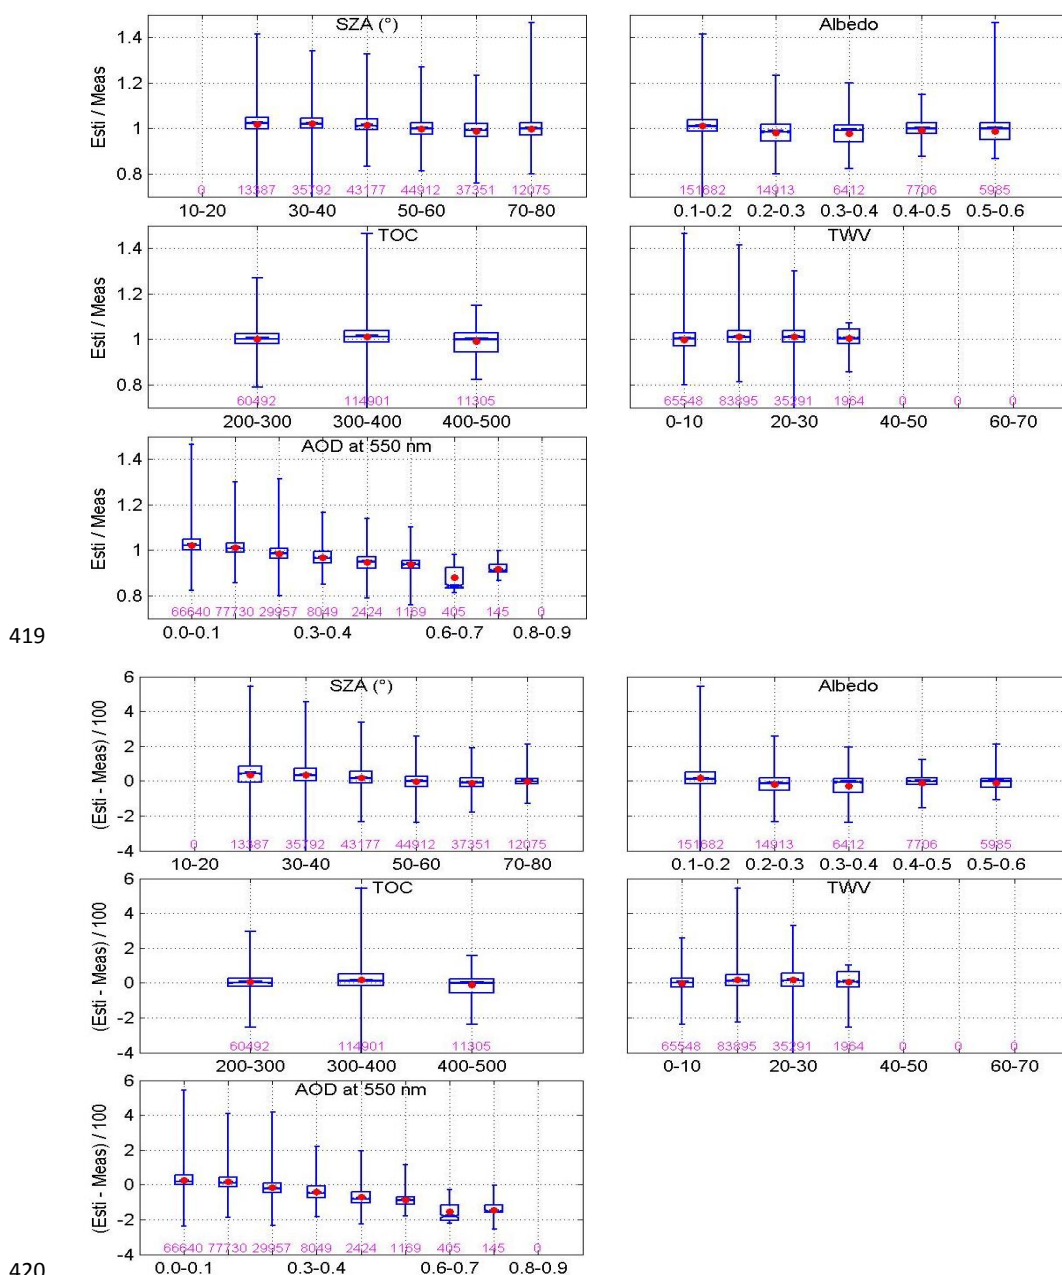 SZA (°)
Esti / Meas
1.4
1.2
1
0.8
0 13387 35792 43177 44912 37351 12075
10-20 30-40 50-60 70-80
Albedo
151682 14913 6412 7706 5985
0.1-0.2 0.2-0.3 0.3-0.4 0.4-0.5 0.5-0.6
TOC
Esti / Meas
1.4
1.2
1
0.8
60492 114901 11305
200-300 300-400 400-500
TWV
65548 83895 35291 1964 0 0 0
0-10 20-30 40-50 60-70
AOD at 550 nm
Esti / Meas
1.4
1.2
1
0.8
66640 77730 29957 8049 2424 1169 405 145 0
0.0-0.1 0.3-0.4 0.6-0.7 0.8-0.9
419
SZA (°)
(Esti - Meas) / 100
6
4
2
0
-2
-4
0 13387 35792 43177 44912 37351 12075
10-20 30-40 50-60 70-80
Albedo
151682 14913 6412 7706 5985
0.1-0.2 0.2-0.3 0.3-0.4 0.4-0.5 0.5-0.6
TOC
(Esti - Meas) / 100
6
4
2
0
-2
-4
60492 114901 11305
200-300 300-400 400-500
TWV
65548 83895 35291 1964 0 0 0
0-10 20-30 40-50 60-70
AOD at 550 nm
(Esti - Meas) / 100
6
4
2
0
-2
-4
66640 77730 29957 8049 2424 1169 405 145 0
0.0-0.1 0.3-0.4 0.6-0.7 0.8-0.9
420